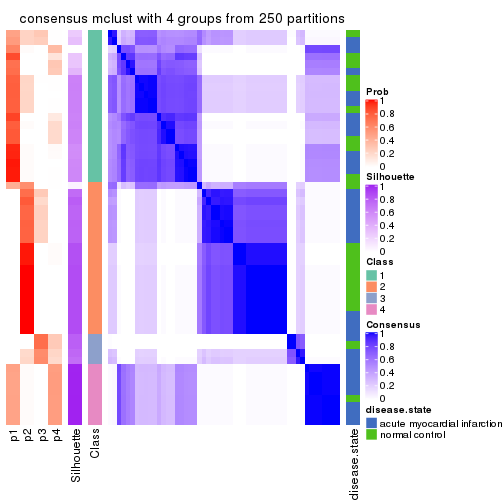 consensus mclust with 4 groups from 250 partitions
Prob
1
0.8
0.6
0.4
0.2
0
Silhouette
1
0.8
0.6
0.4
0.2
0
Class
1
2
3
4
Consensus
1
0.8
0.6
0.4
0.2
0
disease.state
acute myocardial infarction
normal control
p1
p2
p3
p4
Silhouette
Class
disease.state